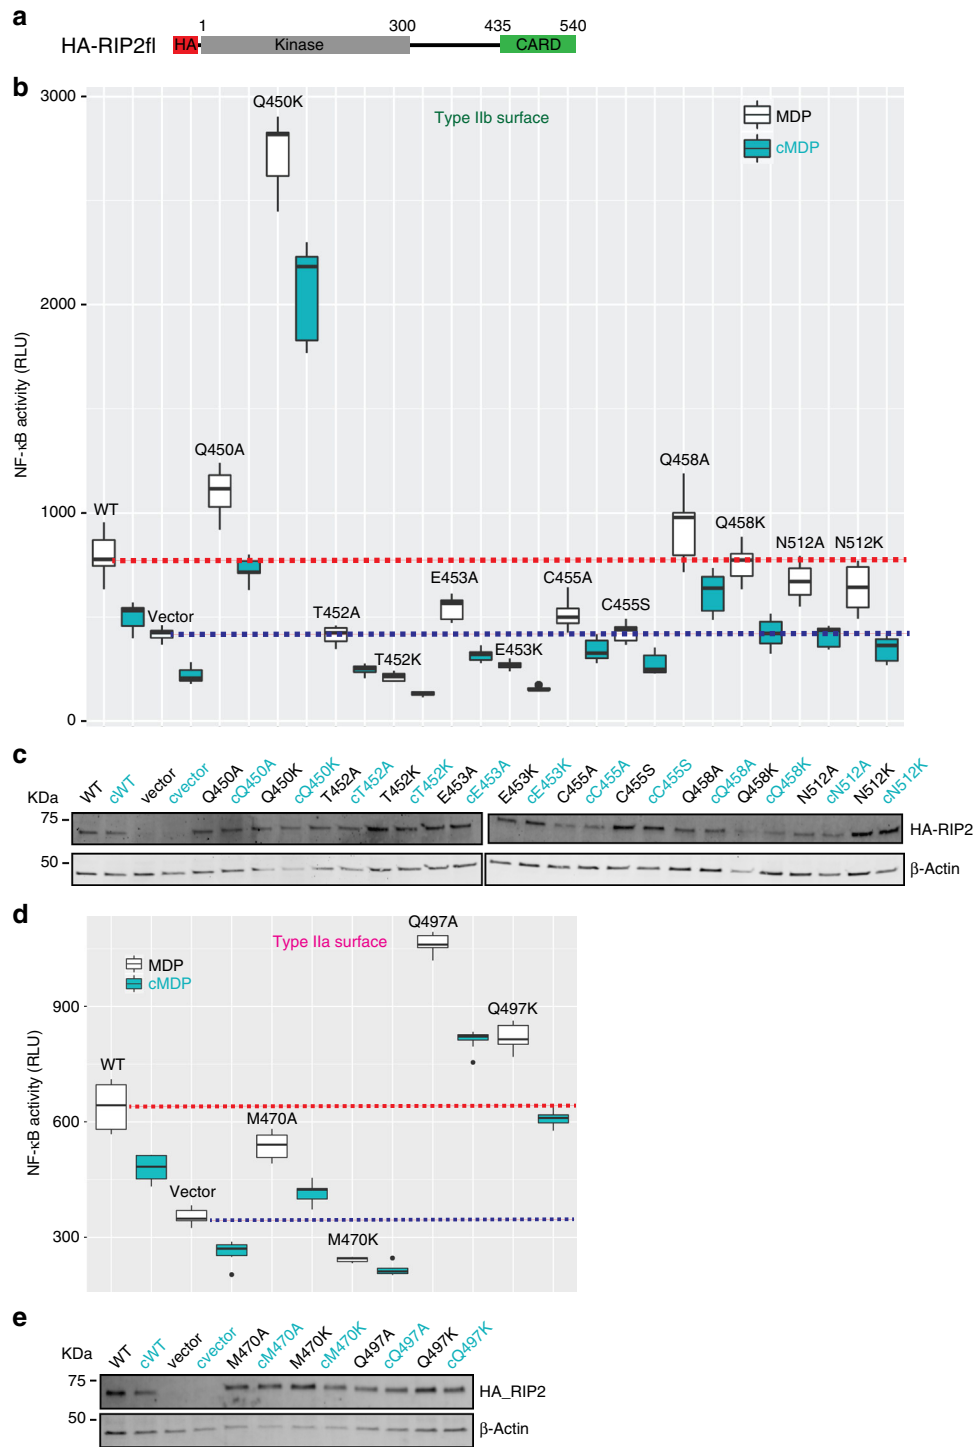 a
1 300 435 540
HA-RIP2fl HA Kinase CARD
b
3000
Q450K
Type IIb surface
MDP
cMDP
2000
NF-κB activity (RLU)
Q450A
Q458A
1000
WT
Q458K
N512A N512K
E453A
C455A
Vector
T452A
C455S
T452K
E453K
0
c
KDa
WT cWT vector cvector Q450A cQ450A Q450K cQ450K T452A cT452A T452K cT452K E453A cE453A E453K cE453K C455A cC455A C455S cC455S Q458A cQ458A Q458K cQ458K N512A cN512A N512K cN512K
75
HA-RIP2
50
β-Actin
d
Q497A
Type IIa surface
MDP
cMDP
900
Q497K
NF-κB activity (RLU)
WT
600
M470A
Vector
M470K
300
e
KDa
WT cWT vector cvector M470A cM470A M470K cM470K Q497A cQ497A Q497K cQ497K
75
HA_RIP2
50
β-Actin